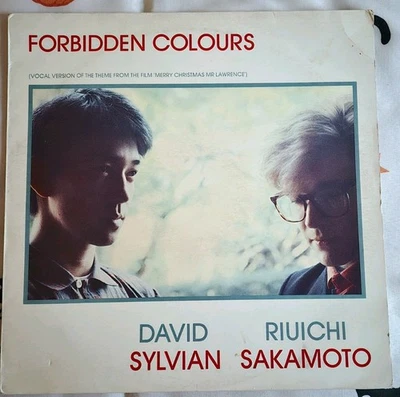 FORBIDDEN COLOURS
(VOCAL VERSION OF THE THEME FROM THE FILM 'MERRY CHRISTMAS MR LAWRENCE')
DAVID RIUICHI
SYLVIAN SAKAMOTO